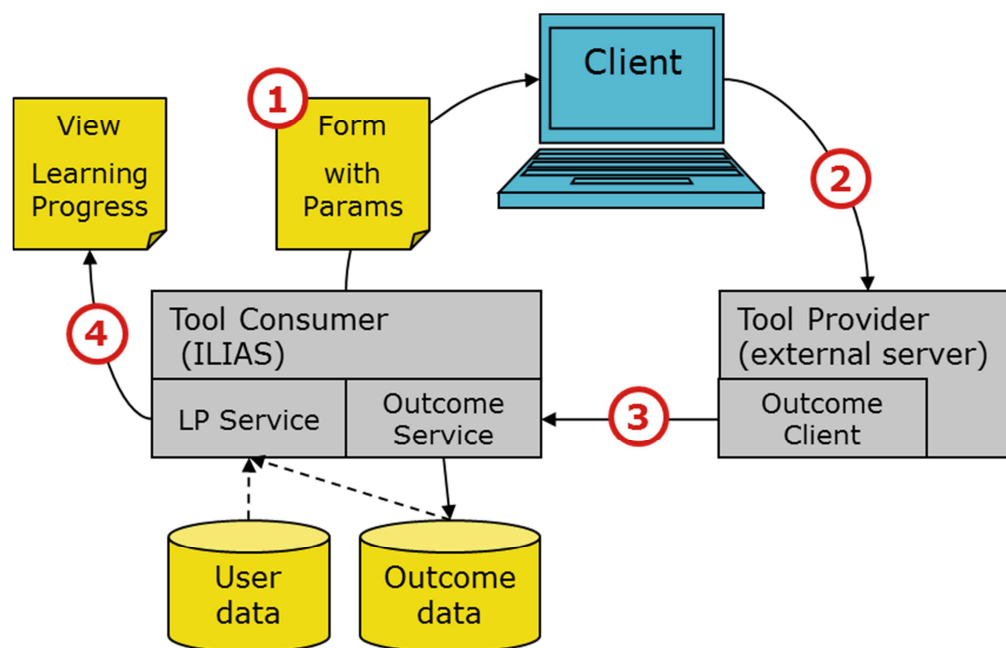 Client
1
Form
with
Params
View
Learning
Progress
2
4
Tool Consumer
(ILIAS)
LP Service
Outcome
Service
3
Tool Provider
(external server)
Outcome
Client
User
data
Outcome
data